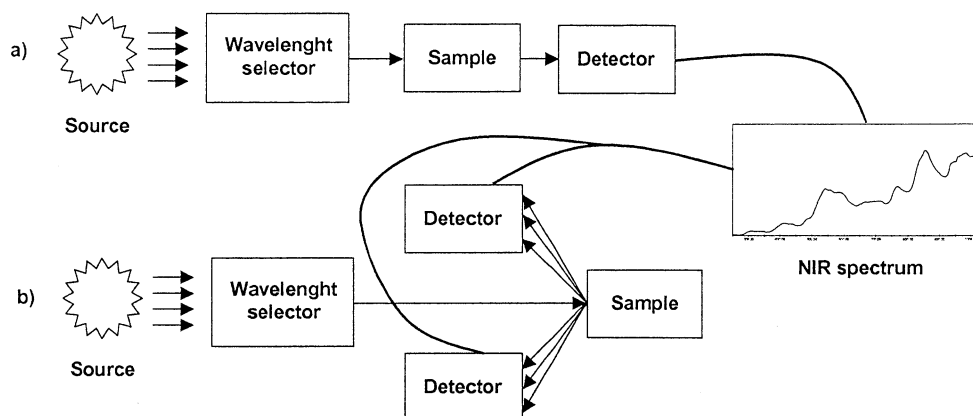 a)
Source
Wavelenght
selector
Sample
Detector
NIR spectrum
b)
Source
Wavelenght
selector
Detector
Detector
Sample